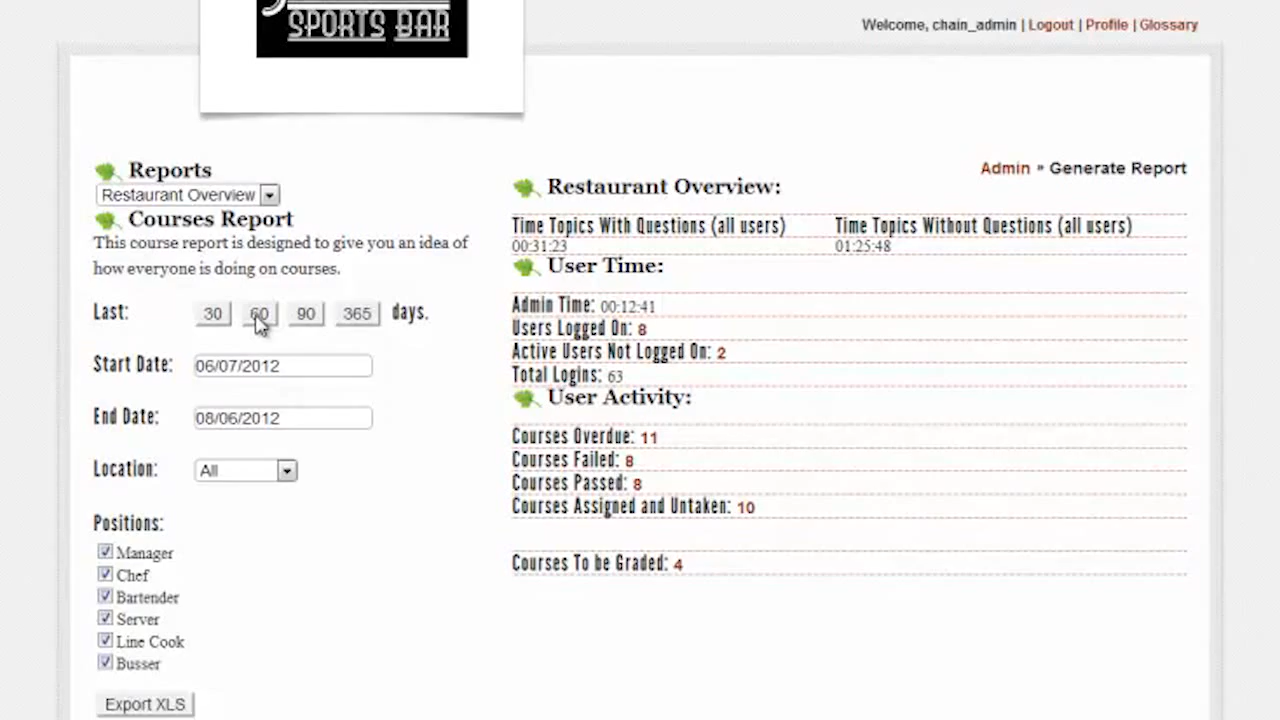 SPORTS BAR
Welcome, chain_admin | Logout | Profile | Glossary
Admin » Generate Report
Reports
Restaurant Overview
Courses Report
This course report is designed to give you an idea of
how everyone is doing on courses.
Last: 30 60 90 365 days.
Start Date: 06/07/2012
End Date: 08/06/2012
Location: All
Positions:
Manager
Chef
Bartender
Server
Line Cook
Busser
Export XLS
Restaurant Overview:
Time Topics With Questions (all users) Time Topics Without Questions (all users)
00:31:23 01:25:48
User Time:
Admin Time: 00:12:41
Users Logged On: 8
Active Users Not Logged On: 2
Total Logins: 63
User Activity:
Courses Overdue: 11
Courses Failed: 8
Courses Passed: 8
Courses Assigned and Untaken: 10
Courses To be Graded: 4